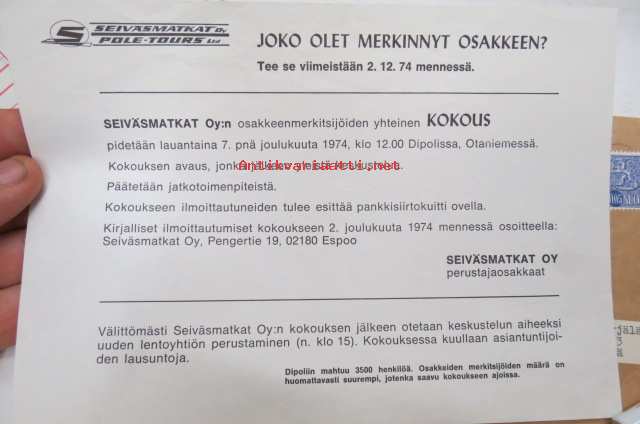 SEIVÄSMATKAT Oy
POLE-TOURS Ltd
JOKO OLET MERKINNYT OSAKKEEN?
Tee se viimeistään 2. 12. 74 mennessä.
SEIVÄSMATKAT Oy:n osakkeenmerkitsijöiden yhteinen KOKOUS
pidetään lauantaina 7. pnä joulukuuta 1974, klo 12.00 Dipolissa, Otaniemessä.
Kokouksen avaus, jonka jälkeen yleistä keskustelua.
Antikvariaatti.net
Päätetään jatkotoimenpiteistä.
Kokoukseen ilmoittautuneiden tulee esittää pankkisiirtokuitti ovella.
Kirjalliset ilmoittautumiset kokoukseen 2. joulukuuta 1974 mennessä osoitteella:
Seiväsmatkat Oy, Pengertie 19, 02180 Espoo
SEIVÄSMATKAT OY
perustajaosakkaat
Välittömästi Seiväsmatkat Oy:n kokouksen jälkeen otetaan keskustelun aiheeksi
uuden lentoyhtiön perustaminen (n. klo 15). Kokouksessa kuullaan asiantuntijoi-
den lausuntoja.
Dipoliin mahtuu 3500 henkilöä. Osakkeiden merkitsijöiden määrä on
huomattavasti suurempi, jotenka saavu kokoukseen ajoissa.